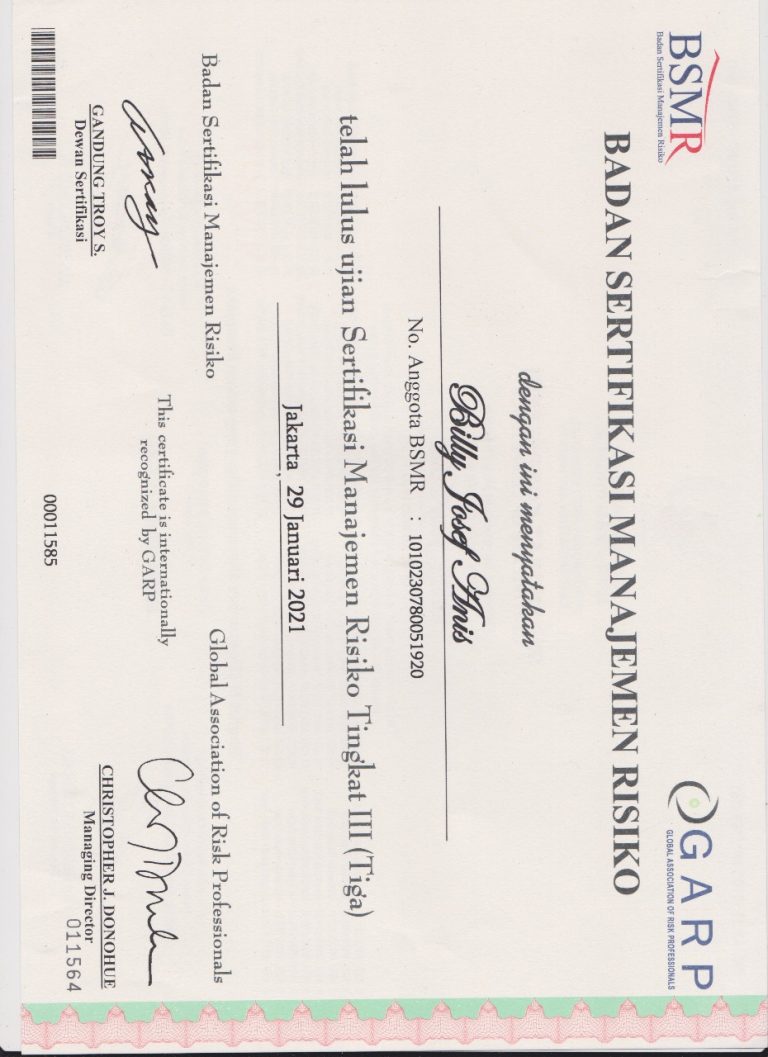 BSMR
Badan Sertifikasi Manajemen Risiko
GARP
GLOBAL ASSOCIATION OF RISK PROFESSIONALS
BADAN SERTIFIKASI MANAJEMEN RISIKO
dengan ini menyatakan
Billy Josef Anis
No. Anggota BSMR : 1010230780051920
telah lulus ujian Sertifikasi Manajemen Risiko Tingkat III (Tiga)
Jakarta, 29 Januari 2021
Badan Sertifikasi Manajemen Risiko
GANDUNG TROY S.
Dewan Sertifikasi
This certificate is internationally
recognized by GARP
Global Association of Risk Professionals
CHRISTOPHER J. DONOHUE
Managing Director
00011585
011564